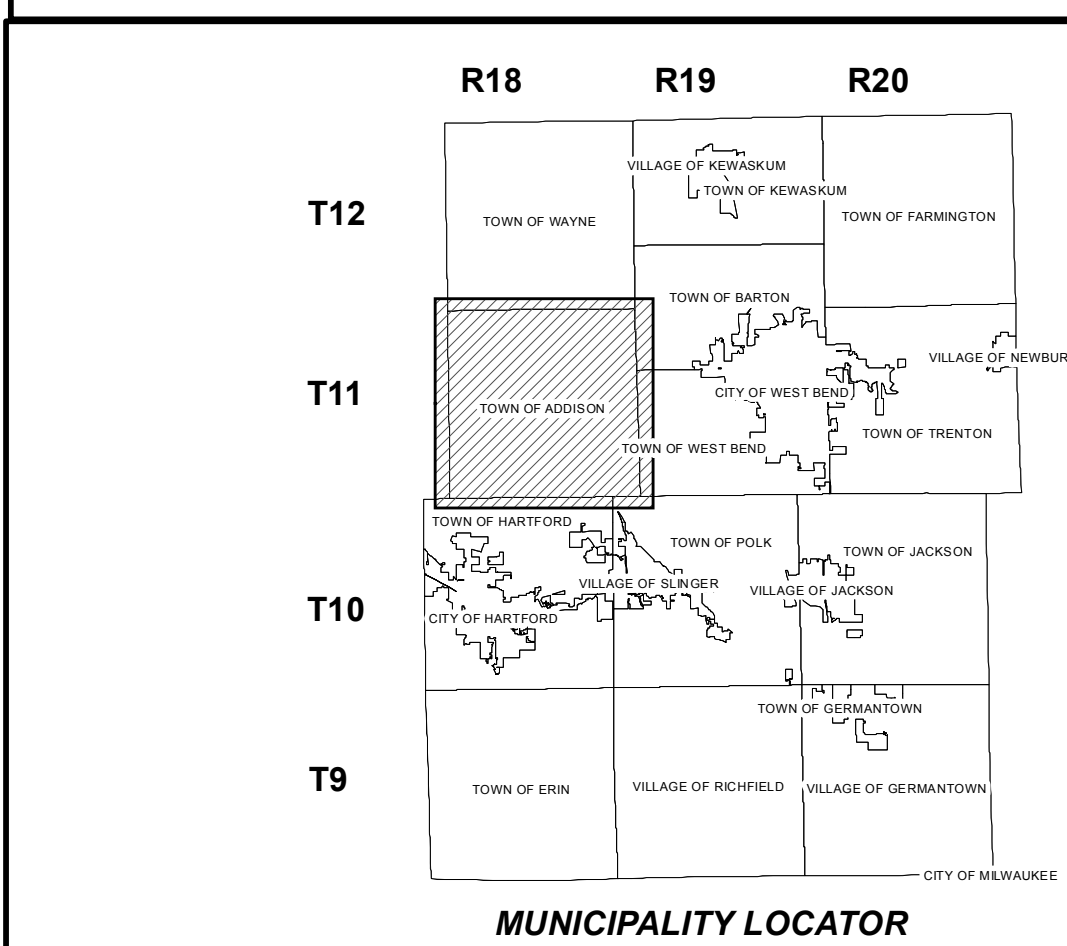 R18 R19 R20
VILLAGE OF KEWASKUM
TOWN OF KEWASKUM
T12
TOWN OF WAYNE
TOWN OF FARMINGTON
TOWN OF BARTON
VILLAGE OF NEWBUR
T11
CITY OF WEST BEND
TOWN OF ADDISON
TOWN OF TRENTON
TOWN OF WEST BEND
TOWN OF HARTFORD
TOWN OF POLK
TOWN OF JACKSON
VILLAGE OF SLINGER
VILLAGE OF JACKSON
T10
CITY OF HARTFORD
TOWN OF GERMANTOWN
T9
TOWN OF ERIN
VILLAGE OF RICHFIELD
VILLAGE OF GERMANTOWN
CITY OF MILWAUKEE
MUNICIPALITY LOCATOR